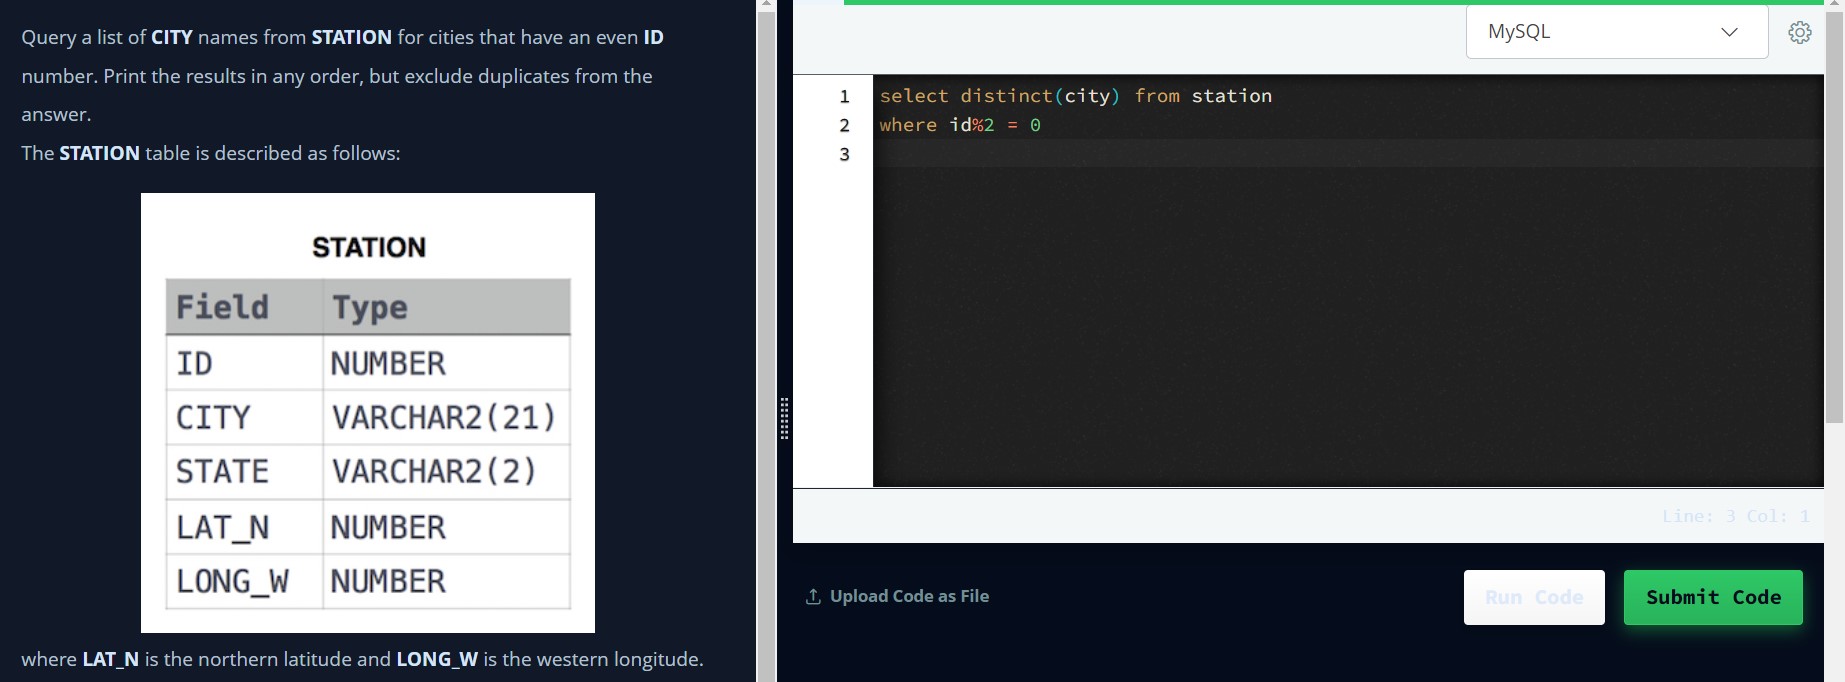 Query a list of CITY names from STATION for cities that have an even ID
number. Print the results in any order, but exclude duplicates from the
answer.
The STATION table is described as follows:
STATION
Field Type
ID NUMBER
CITY VARCHAR2(21)
STATE VARCHAR2(2)
LAT_N NUMBER
LONG_W NUMBER
where LAT_N is the northern latitude and LONG_W is the western longitude.
MySQL
1 select distinct(city) from station
2 where id%2 = 0
3
Line: 3 Col: 1
Upload Code as File
Run Code
Submit Code